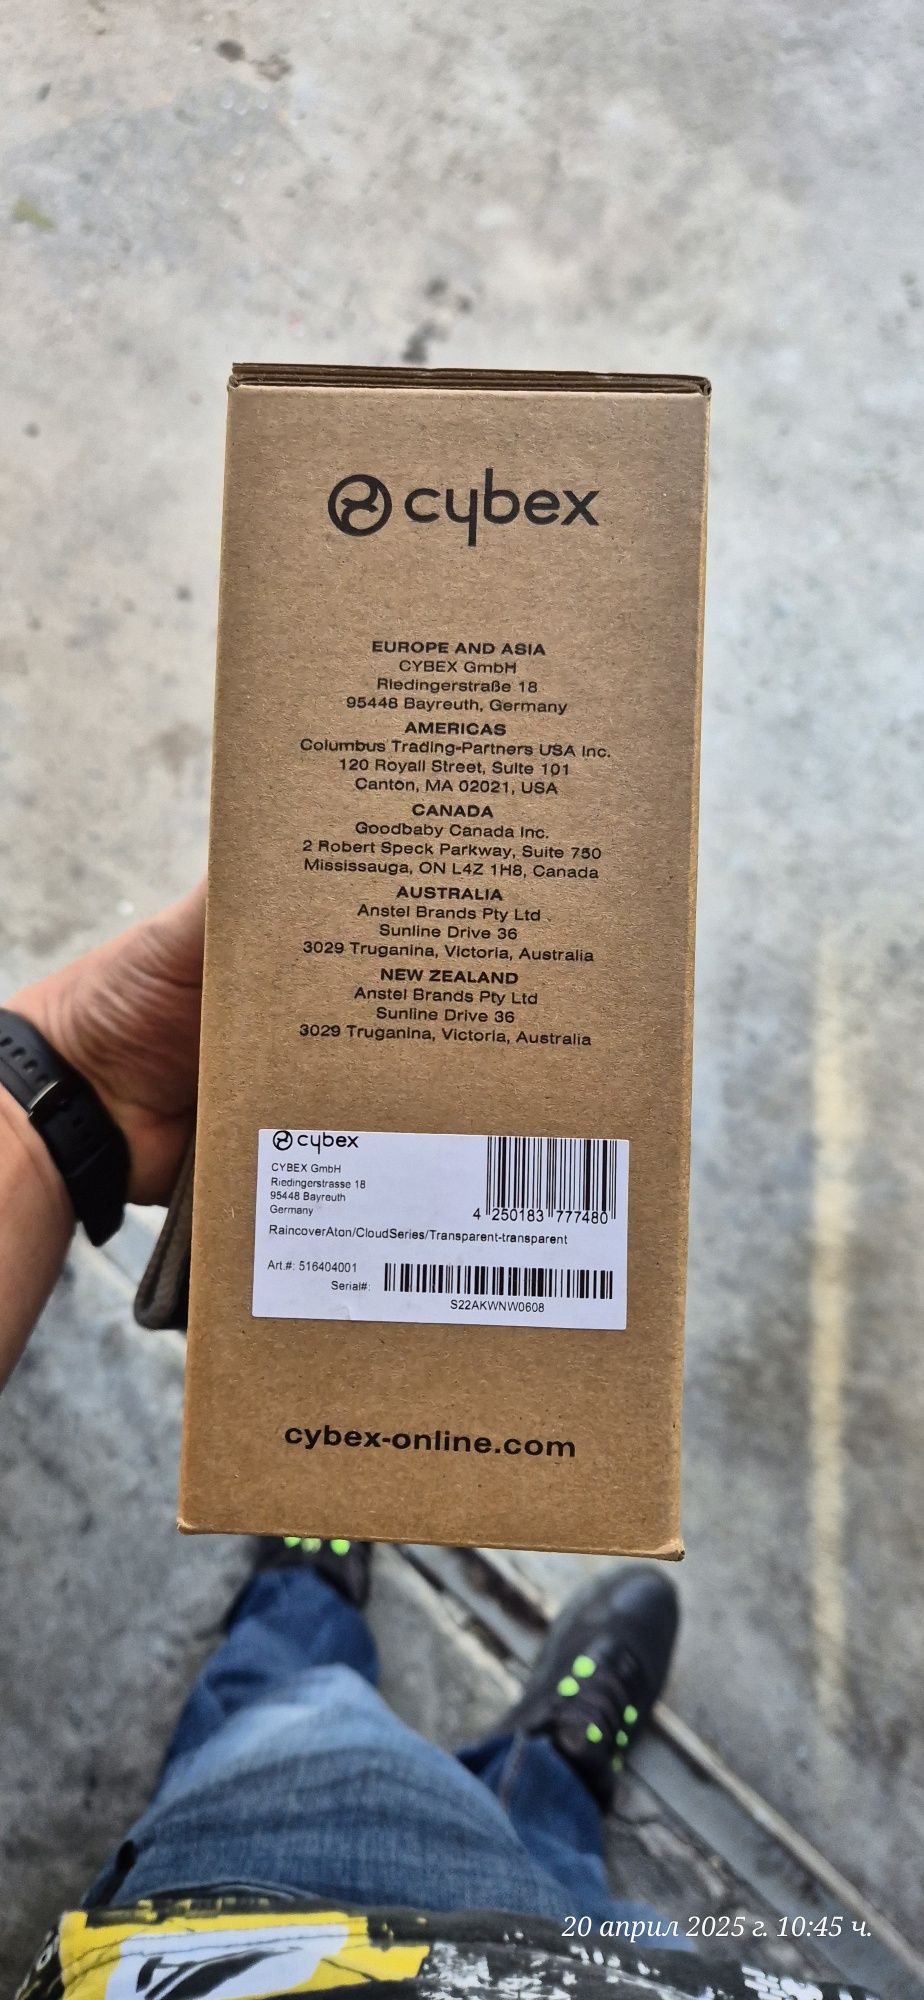 cybex
EUROPE AND ASIA
CYBEX GmbH
Riedingerstraße 18
95448 Bayreuth, Germany
AMERICAS
Columbus Trading-Partners USA Inc.
120 Royall Street, Suite 101
Canton, MA 02021, USA
CANADA
Goodbaby Canada Inc.
2 Robert Speck Parkway, Suite 750
Mississauga, ON L4Z 1H8, Canada
AUSTRALIA
Anstel Brands Pty Ltd
Sunline Drive 36
3029 Truganina, Victoria, Australia
NEW ZEALAND
Anstel Brands Pty Ltd
Sunline Drive 36
3029 Truganina, Victoria, Australia
cybex
CYBEX GmbH
Riedingerstrasse 18
95448 Bayreuth
Germany
4 250183 777480
RaincoverAton/CloudSeries/Transparent-transparent
Art.#: 516404001
Serial#:
S22AKWNW0608
cybex-online.com
20 април 2025 г. 10:45 ч.